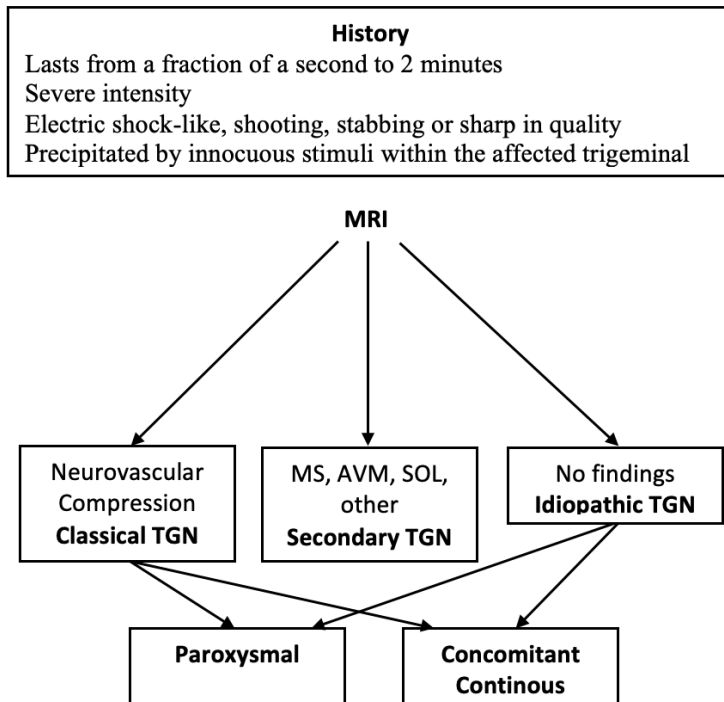 History
Lasts from a fraction of a second to 2 minutes
Severe intensity
Electric shock-like, shooting, stabbing or sharp in quality
Precipitated by innocuous stimuli within the affected trigeminal
MRI
Neurovascular
Compression
Classical TGN
MS, AVM, SOL,
other
Secondary TGN
No findings
Idiopathic TGN
Paroxysmal
Concomitant
Continous